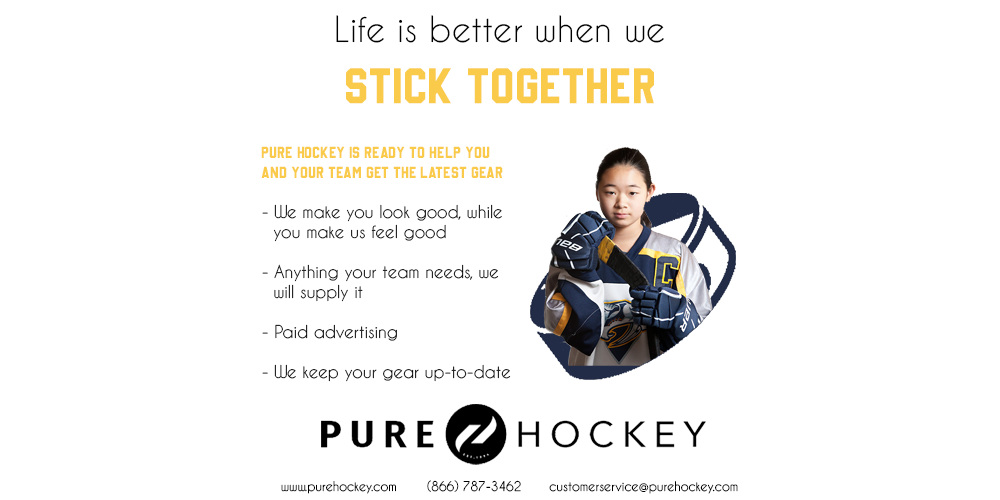 Life is better when we
STICK TOGETHER
PURE HOCKEY IS READY TO HELP YOU
AND YOUR TEAM GET THE LATEST GEAR
- We make you look good, while
you make us feel good
- Anything your team needs, we
will supply it
- Paid advertising
- We keep your gear up-to-date
C
PURE HOCKEY
www.purehockey.com (866) 787-3462 customerservice@purehockey.com